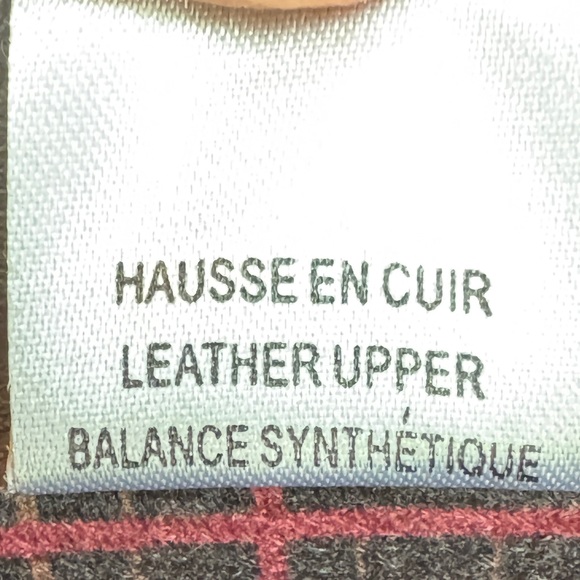 HAUSSE EN CUIR
LEATHER UPPER
BALANCE SYNTHÉTIQUE